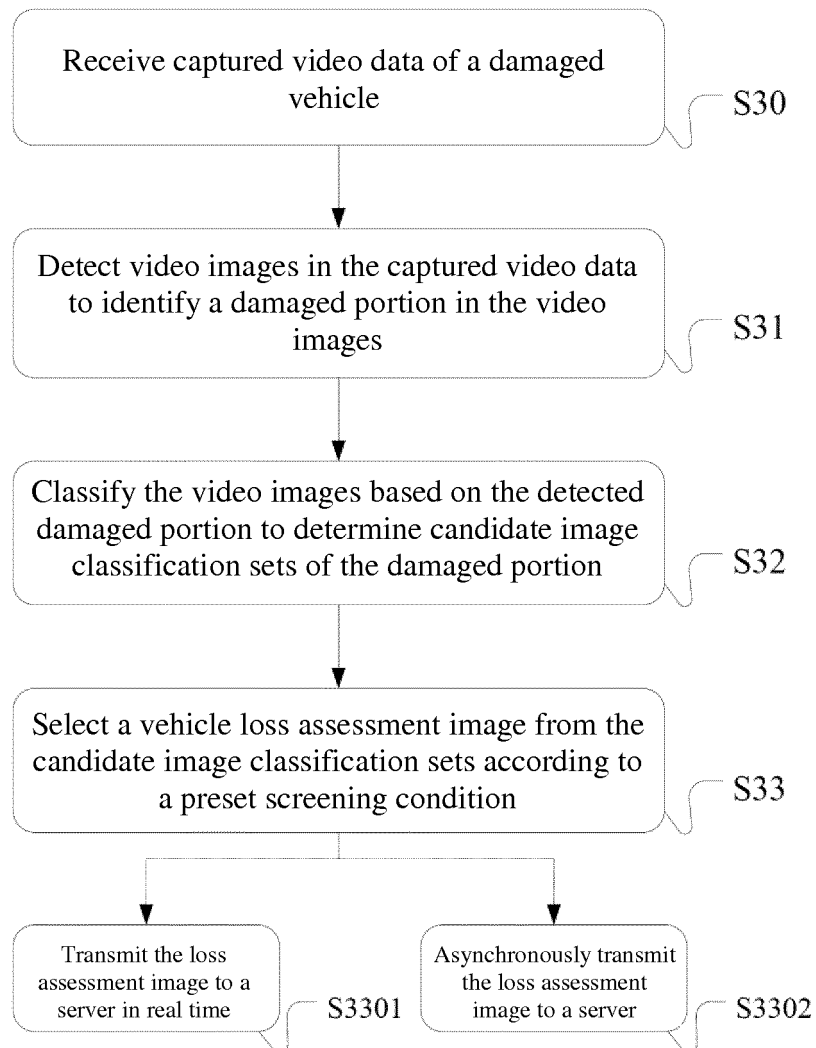 Receive captured video data of a damaged
vehicle
S30
Detect video images in the captured video data
to identify a damaged portion in the video
images
S31
Classify the video images based on the detected
damaged portion to determine candidate image
classification sets of the damaged portion
S32
Select a vehicle loss assessment image from the
candidate image classification sets according to
a preset screening condition
S33
Transmit the loss
assessment image to a
server in real time
S3301
Asynchronously transmit
the loss assessment
image to a server
S3302